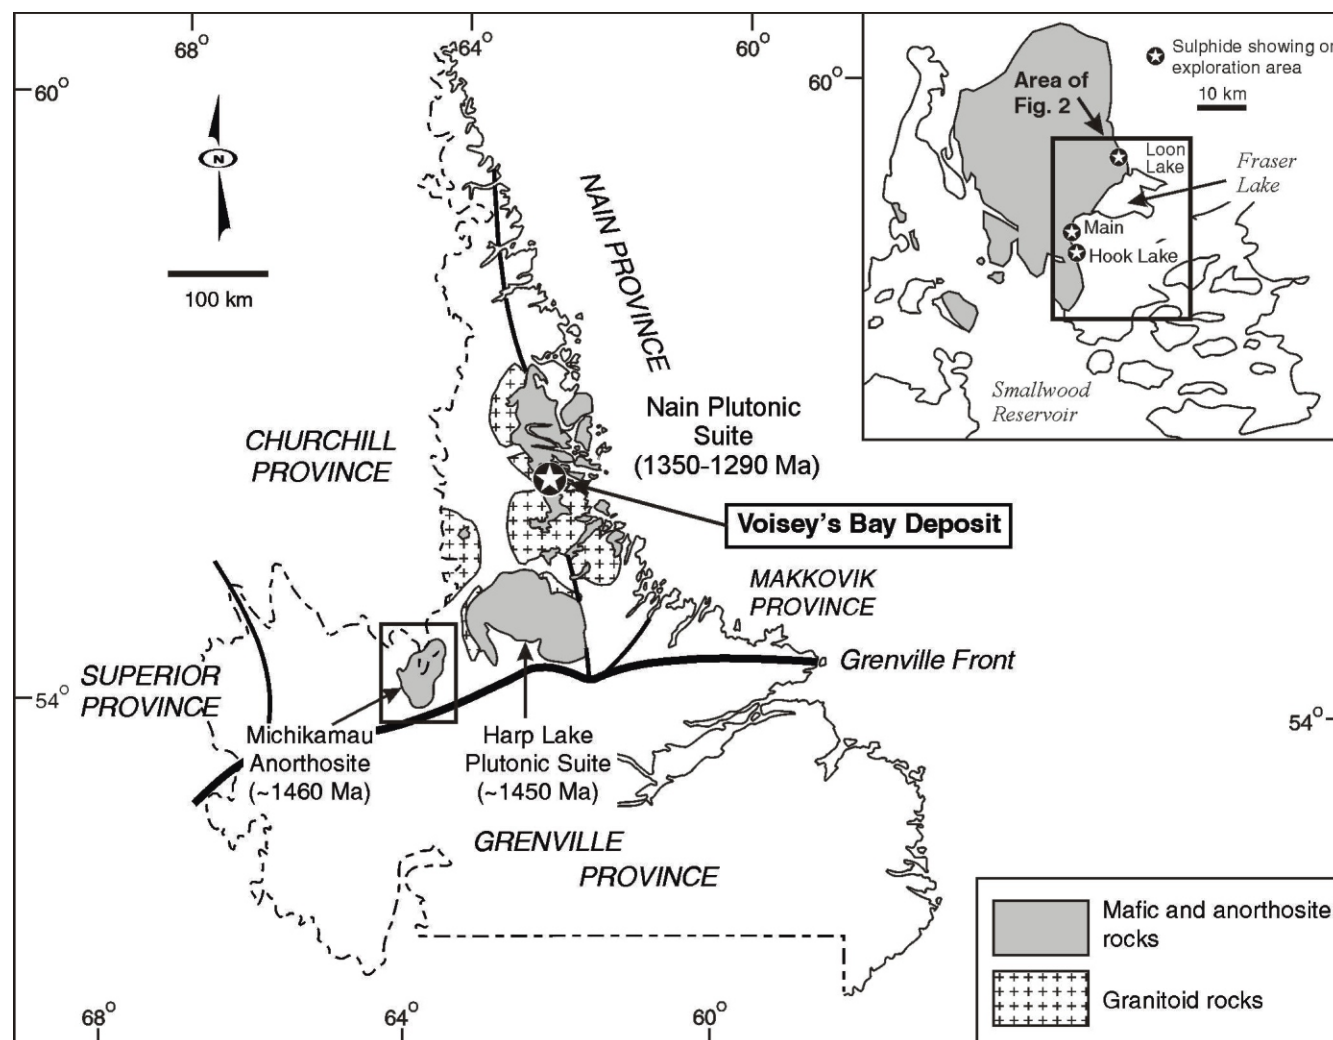 68°
64°
60°
60°
60°
N
100 km
NAIN PROVINCE
CHURCHILL
PROVINCE
Nain Plutonic
Suite
(1350-1290 Ma)
Voisey's Bay Deposit
MAKKOVIK
PROVINCE
SUPERIOR
PROVINCE
Grenville Front
54°
54°
Michikamau
Anorthosite
(~1460 Ma)
Harp Lake
Plutonic Suite
(~1450 Ma)
GRENVILLE
PROVINCE
68°
64°
60°
Sulphide showing or
exploration area
10 km
Area of
Fig. 2
Loon
Lake
Fraser
Lake
Main
Hook Lake
Smallwood
Reservoir
Mafic and anorthosite
rocks
Granitoid rocks